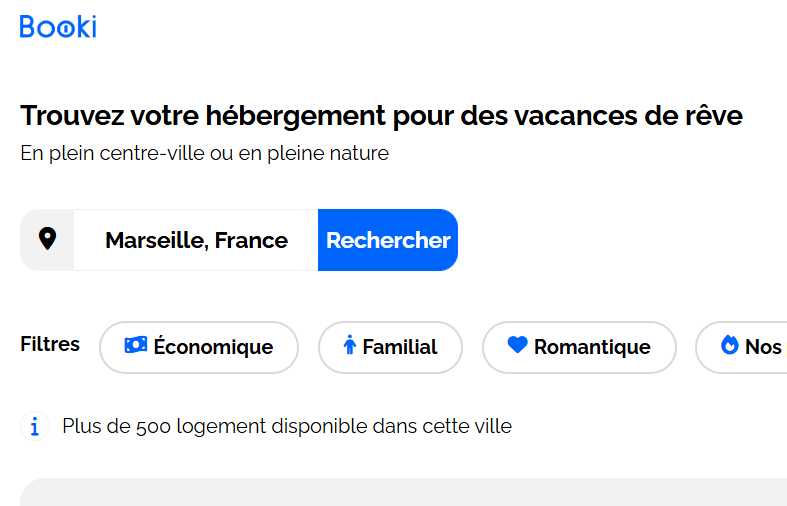 Booki
Trouvez votre hébergement pour des vacances de rêve
En plein centre-ville ou en pleine nature
Marseille, France Rechercher
Filtres Économique Familial Romantique Nos
Plus de 500 logement disponible dans cette ville